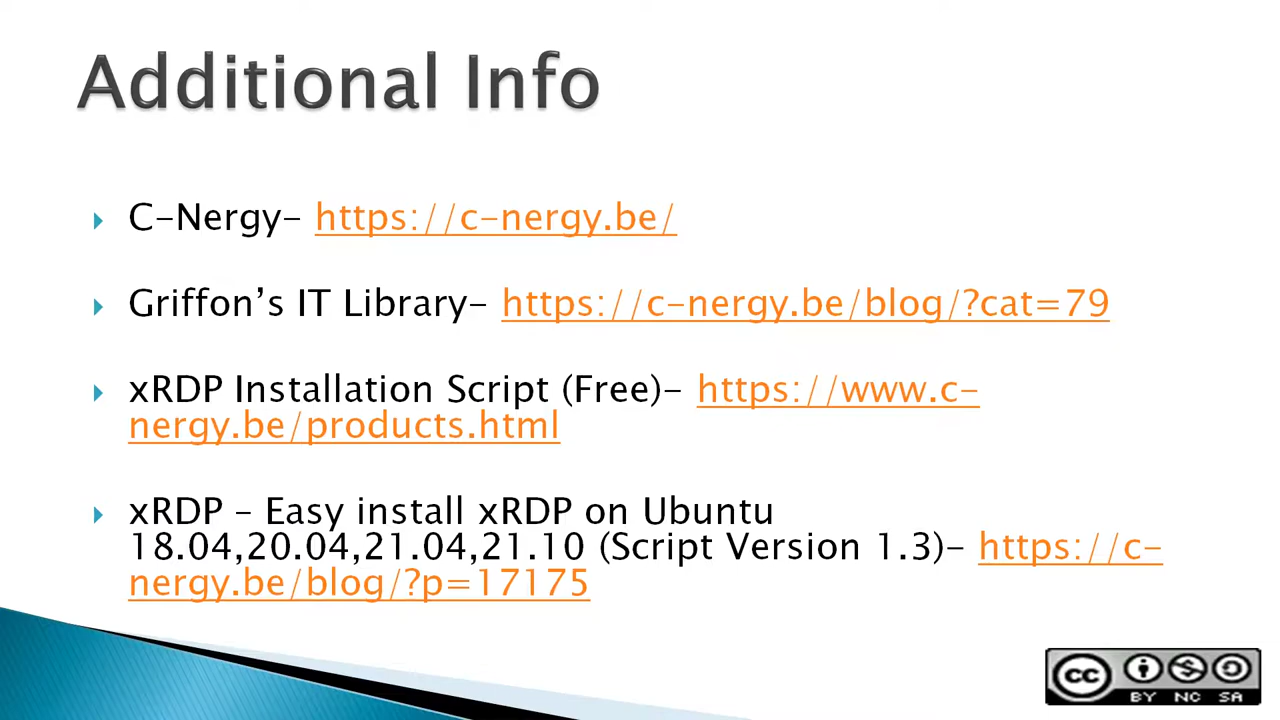 Additional Info
C-Nergy- https://c-nergy.be/
Griffon’s IT Library- https://c-nergy.be/blog/?cat=79
xRDP Installation Script (Free)- https://www.c-
nergy.be/products.html
xRDP – Easy install xRDP on Ubuntu
18.04,20.04,21.04,21.10 (Script Version 1.3)- https://c-
nergy.be/blog/?p=17175
cc
BY NC SA